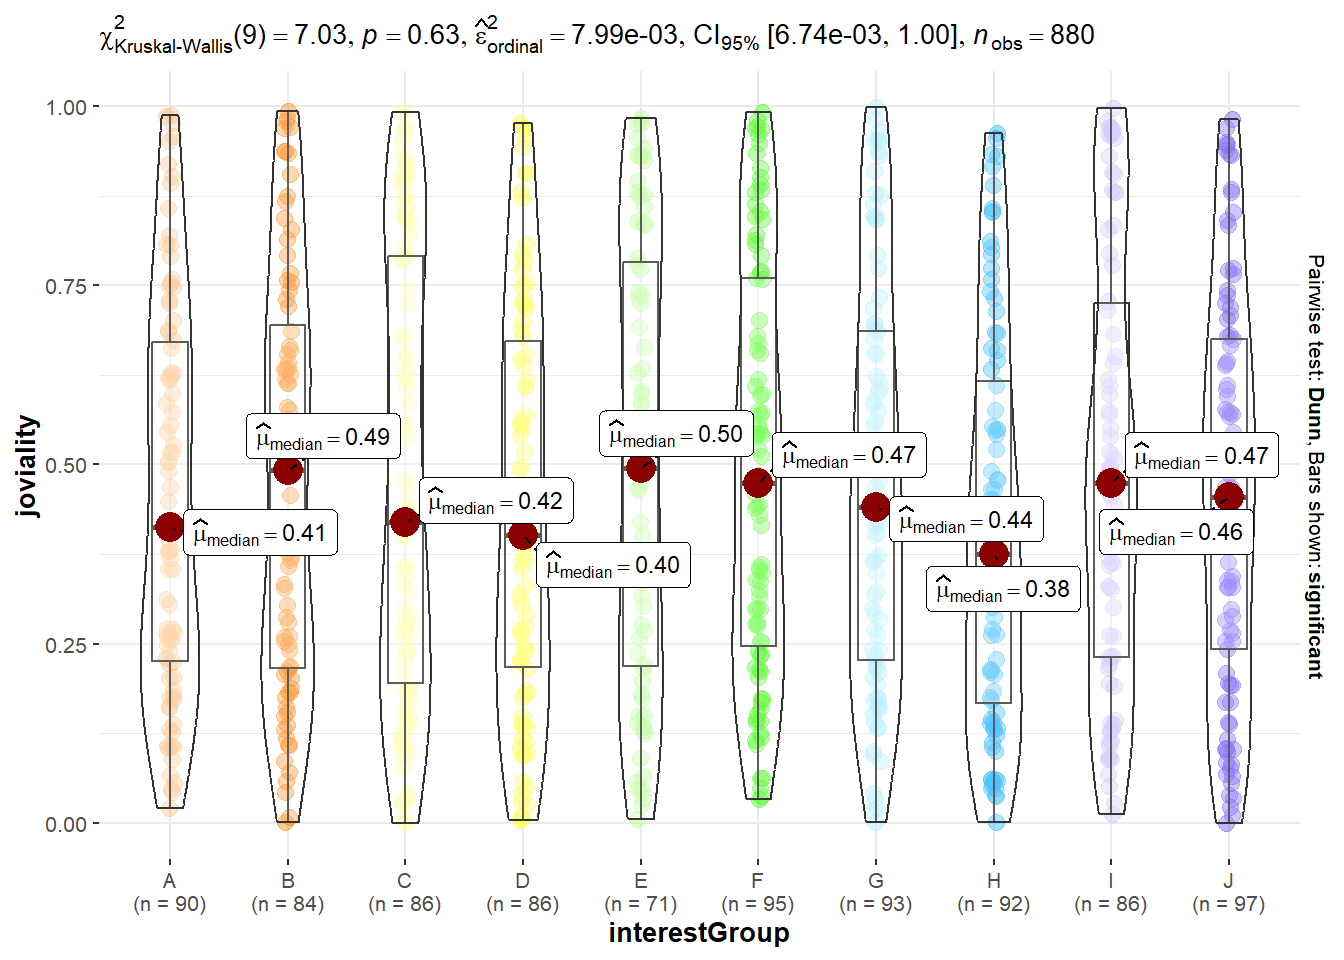 χ²Kruskal-Wallis(9) = 7.03, p = 0.63, ε̂²ordinal = 7.99e-03, CI95% [6.74e-03, 1.00], nobs = 880
1.00
0.75
0.50
0.25
0.00
joviality
μ̂median = 0.41
μ̂median = 0.49
μ̂median = 0.42
μ̂median = 0.40
μ̂median = 0.50
μ̂median = 0.47
μ̂median = 0.44
μ̂median = 0.38
μ̂median = 0.47
μ̂median = 0.46
Pairwise test: Dunn, Bars shown: significant
A B C D E F G H I J
(n = 90) (n = 84) (n = 86) (n = 86) (n = 71) (n = 95) (n = 93) (n = 92) (n = 86) (n = 97)
interestGroup